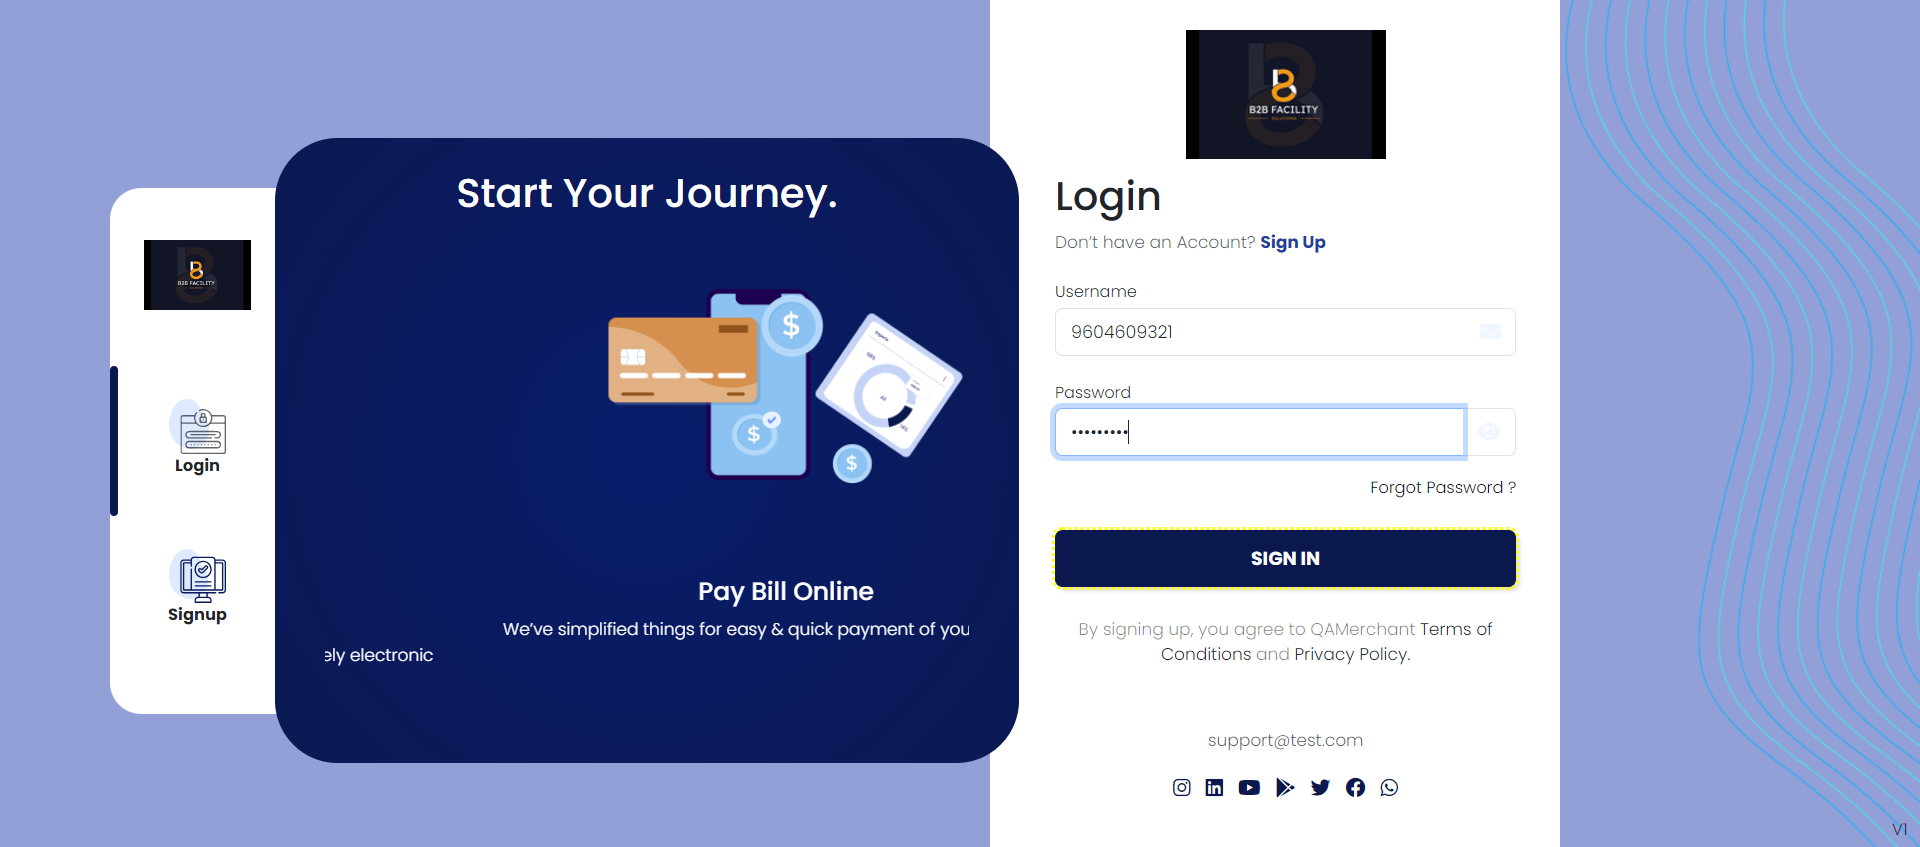 B2B FACILITY
Login
Signup
Start Your Journey.
Pay Bill Online
We've simplified things for easy & quick payment of you
ely electronic
B2B FACILITY
SOLUTIONS
Login
Don't have an Account? Sign Up
Username
9604609321
Password
•••••••••
Forgot Password ?
SIGN IN
By signing up, you agree to QAMerchant Terms of
Conditions and Privacy Policy.
support@test.com
V1